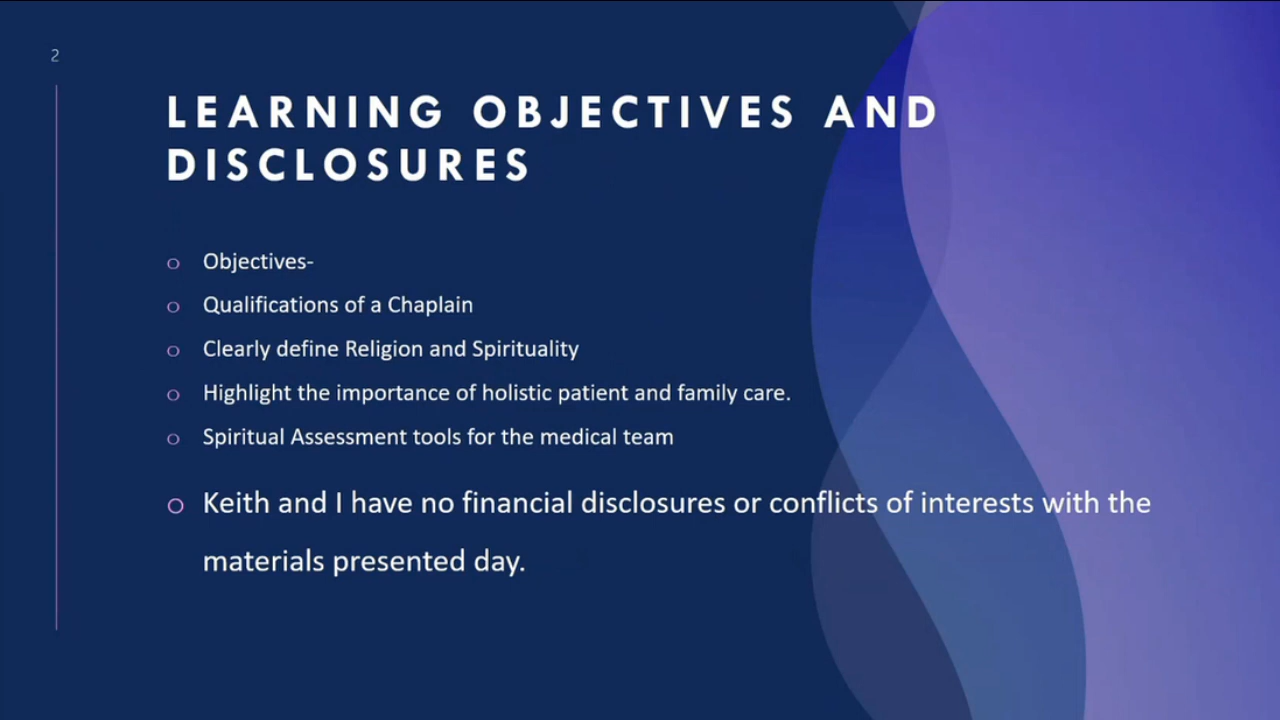 2
LEARNING OBJECTIVES AND
DISCLOSURES
o Objectives-
o Qualifications of a Chaplain
o Clearly define Religion and Spirituality
o Highlight the importance of holistic patient and family care.
o Spiritual Assessment tools for the medical team
o Keith and I have no financial disclosures or conflicts of interests with the
materials presented day.